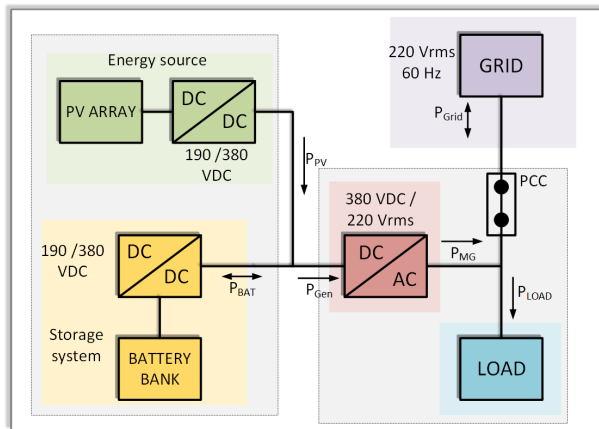 Energy source
PV ARRAY
DC
DC
190 /380
VDC
P_PV
220 Vrms
60 Hz
GRID
P_Grid
PCC
380 VDC /
220 Vrms
DC
AC
P_MG
P_LOAD
LOAD
190 /380
VDC
DC
DC
P_BAT
P_Gen
Storage
system
BATTERY
BANK